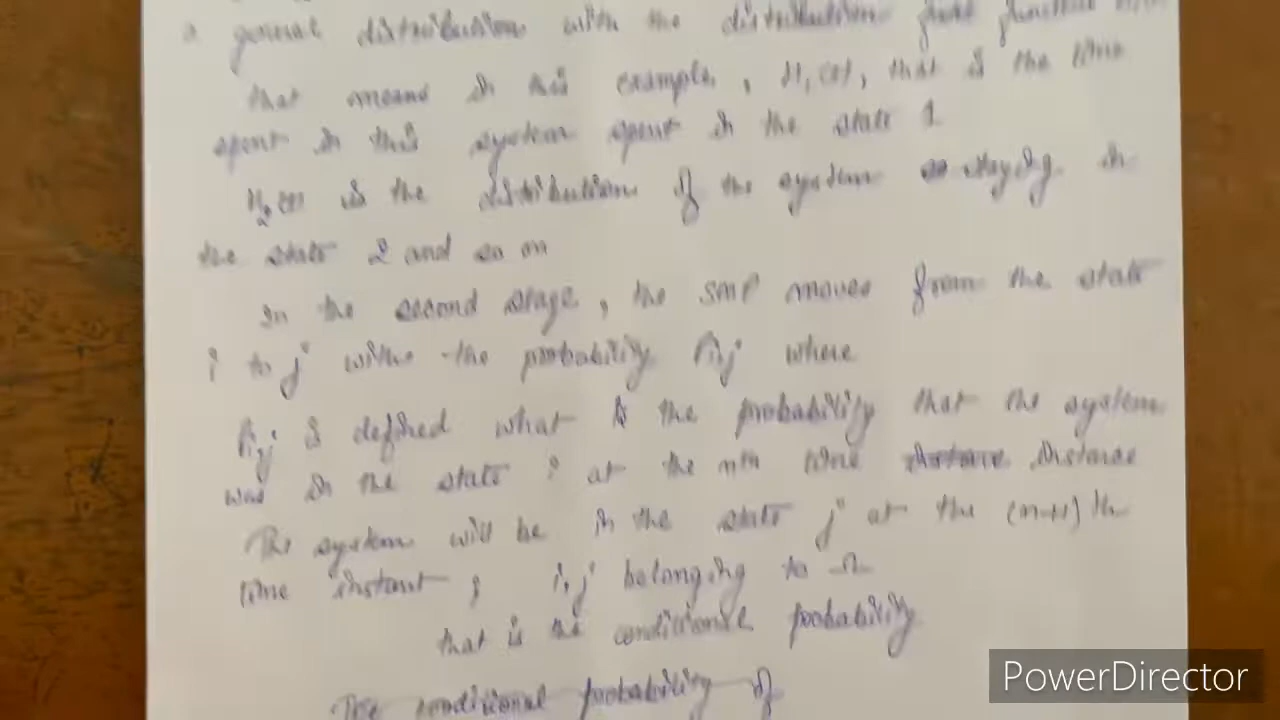 a general distribution with the distribution function
that means in this example, H1(t), that is the time
spent in this system spent in the state 1
H2(t) is the distribution of the system staying in
the state 2 and so on
In the second stage, the SMP moves from the state
i to j with the probability Pij where
Pij is defined what is the probability that the system
was in the state i at the nth time instance
The system will be in the state j at the (n+1)th
time instant; i,j belonging to Ω
that is the conditional probability
The conditional probability of
PowerDirector